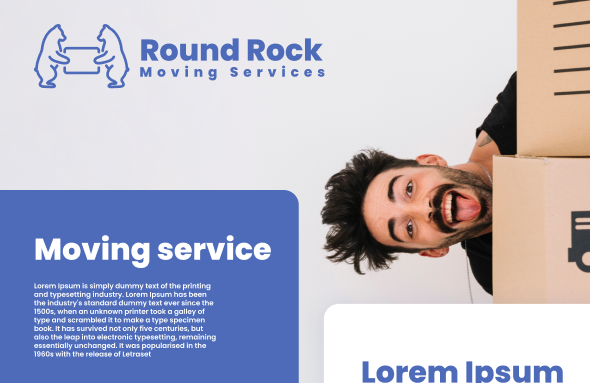 Round Rock
Moving Services
Moving service
Lorem Ipsum is simply dummy text of the printing
and typesetting industry. Lorem Ipsum has been
the industry's standard dummy text ever since the
1500s, when an unknown printer took a galley of
type and scrambled it to make a type specimen
book. It has survived not only five centuries, but
also the leap into electronic typesetting, remaining
essentially unchanged. It was popularised in the
1960s with the release of Letraset
Lorem Ipsum